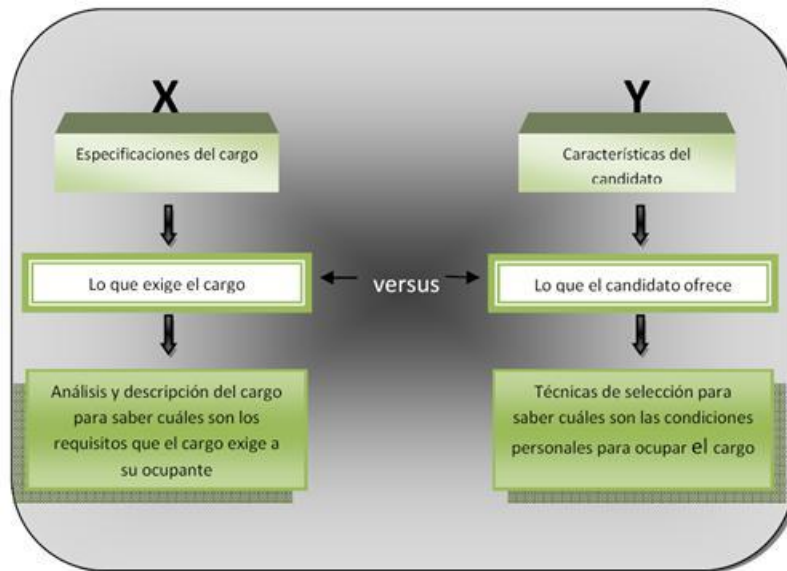 X
Especificaciones del cargo
Lo que exige el cargo
Análisis y descripción del cargo
para saber cuáles son los
requisitos que el cargo exige a
su ocupante
versus
Y
Características del
candidato
Lo que el candidato ofrece
Técnicas de selección para
saber cuáles son las condiciones
personales para ocupar el cargo